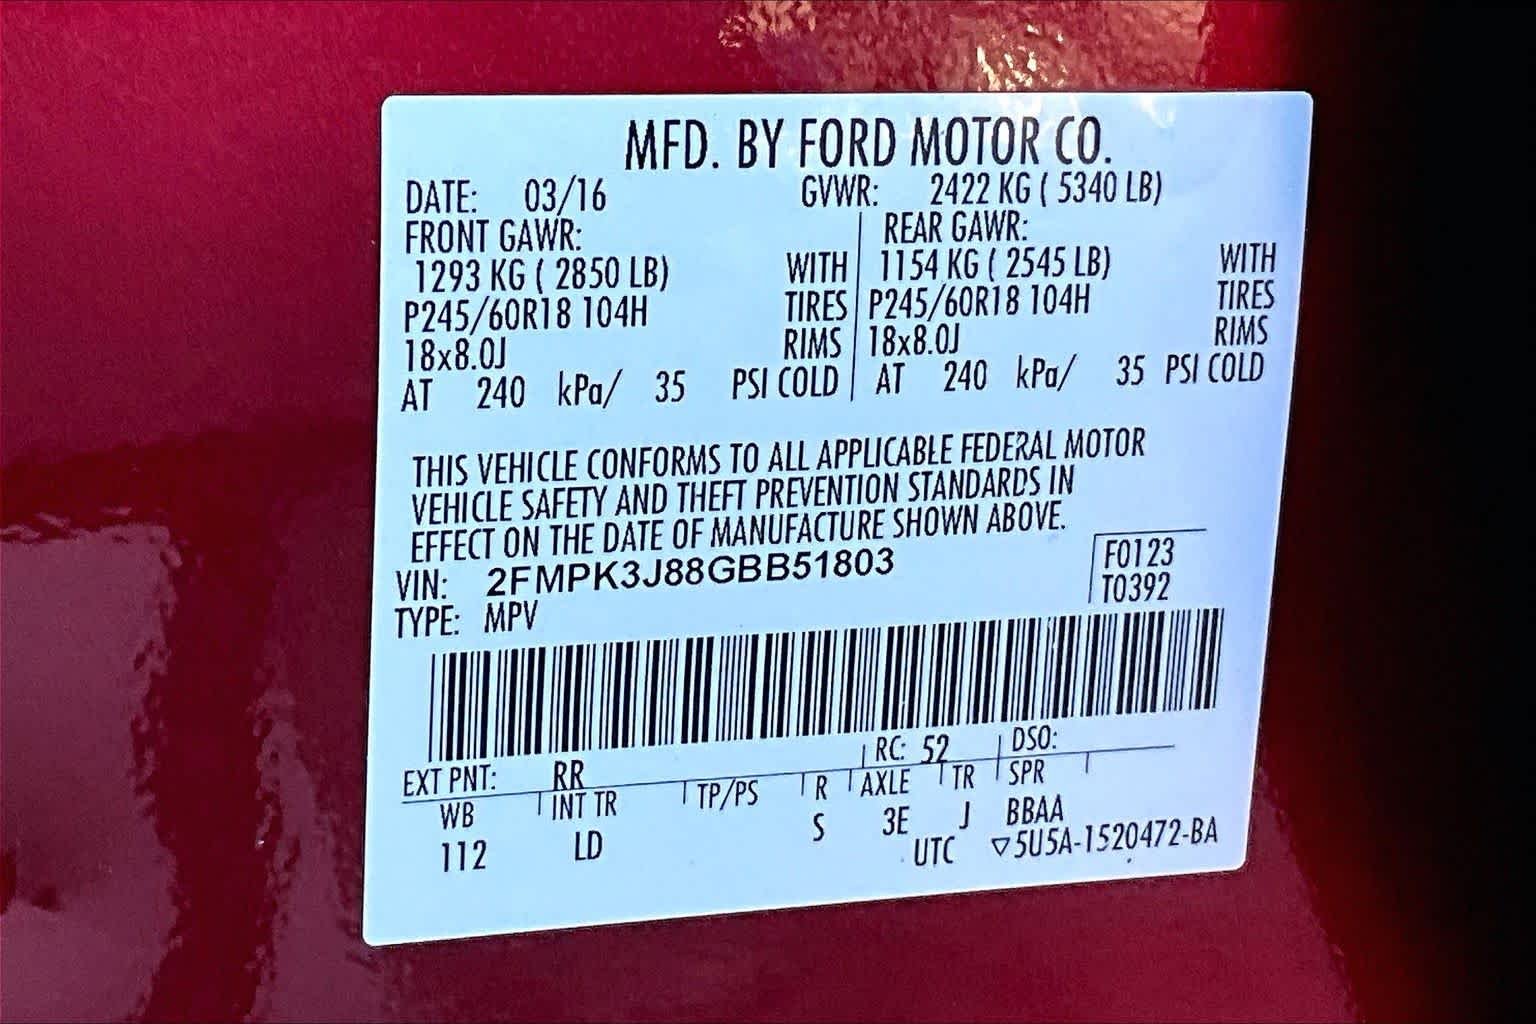 MFD. BY FORD MOTOR CO.
DATE: 03/16 GVWR: 2422 KG ( 5340 LB)
FRONT GAWR: REAR GAWR:
1293 KG ( 2850 LB) WITH 1154 KG ( 2545 LB) WITH
P245/60R18 104H TIRES P245/60R18 104H TIRES
18x8.0J RIMS 18x8.0J RIMS
AT 240 kPa/ 35 PSI COLD AT 240 kPa/ 35 PSI COLD
THIS VEHICLE CONFORMS TO ALL APPLICABLE FEDERAL MOTOR
VEHICLE SAFETY AND THEFT PREVENTION STANDARDS IN
EFFECT ON THE DATE OF MANUFACTURE SHOWN ABOVE.
VIN: 2FMPK3J88GBB51803 F0123
TYPE: MPV T0392
EXT PNT: RR RC: 52 DSO:
WB INT TR TP/PS R AXLE TR SPR
112 LD S 3E J BBAA
UTC ▽5U5A-1520472-BA